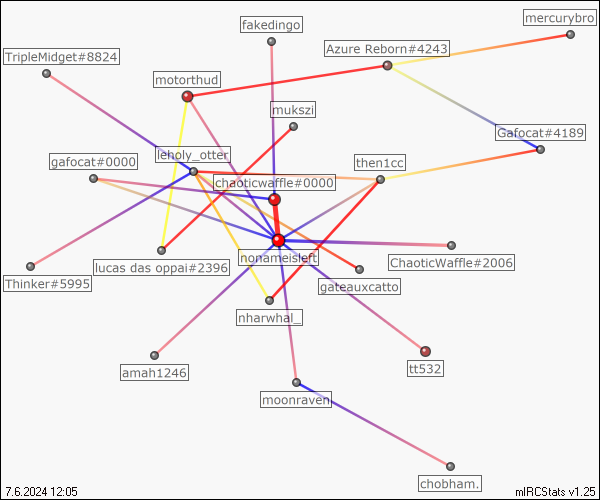 fakedingo
mercurybro
Azure Reborn#4243
TripleMidget#8824
motorthud
mukszi
Gafocat#4189
leholy_otter
gafocat#0000
then1cc
chaoticwaffle#0000
nonameisleft
ChaoticWaffle#2006
lucas das oppai#2396
Thinker#5995
gateauxcatto
nharwhal_
amah1246
tt532
moonraven
chobham.
7.6.2024 12:05
mIRCStats v1.25